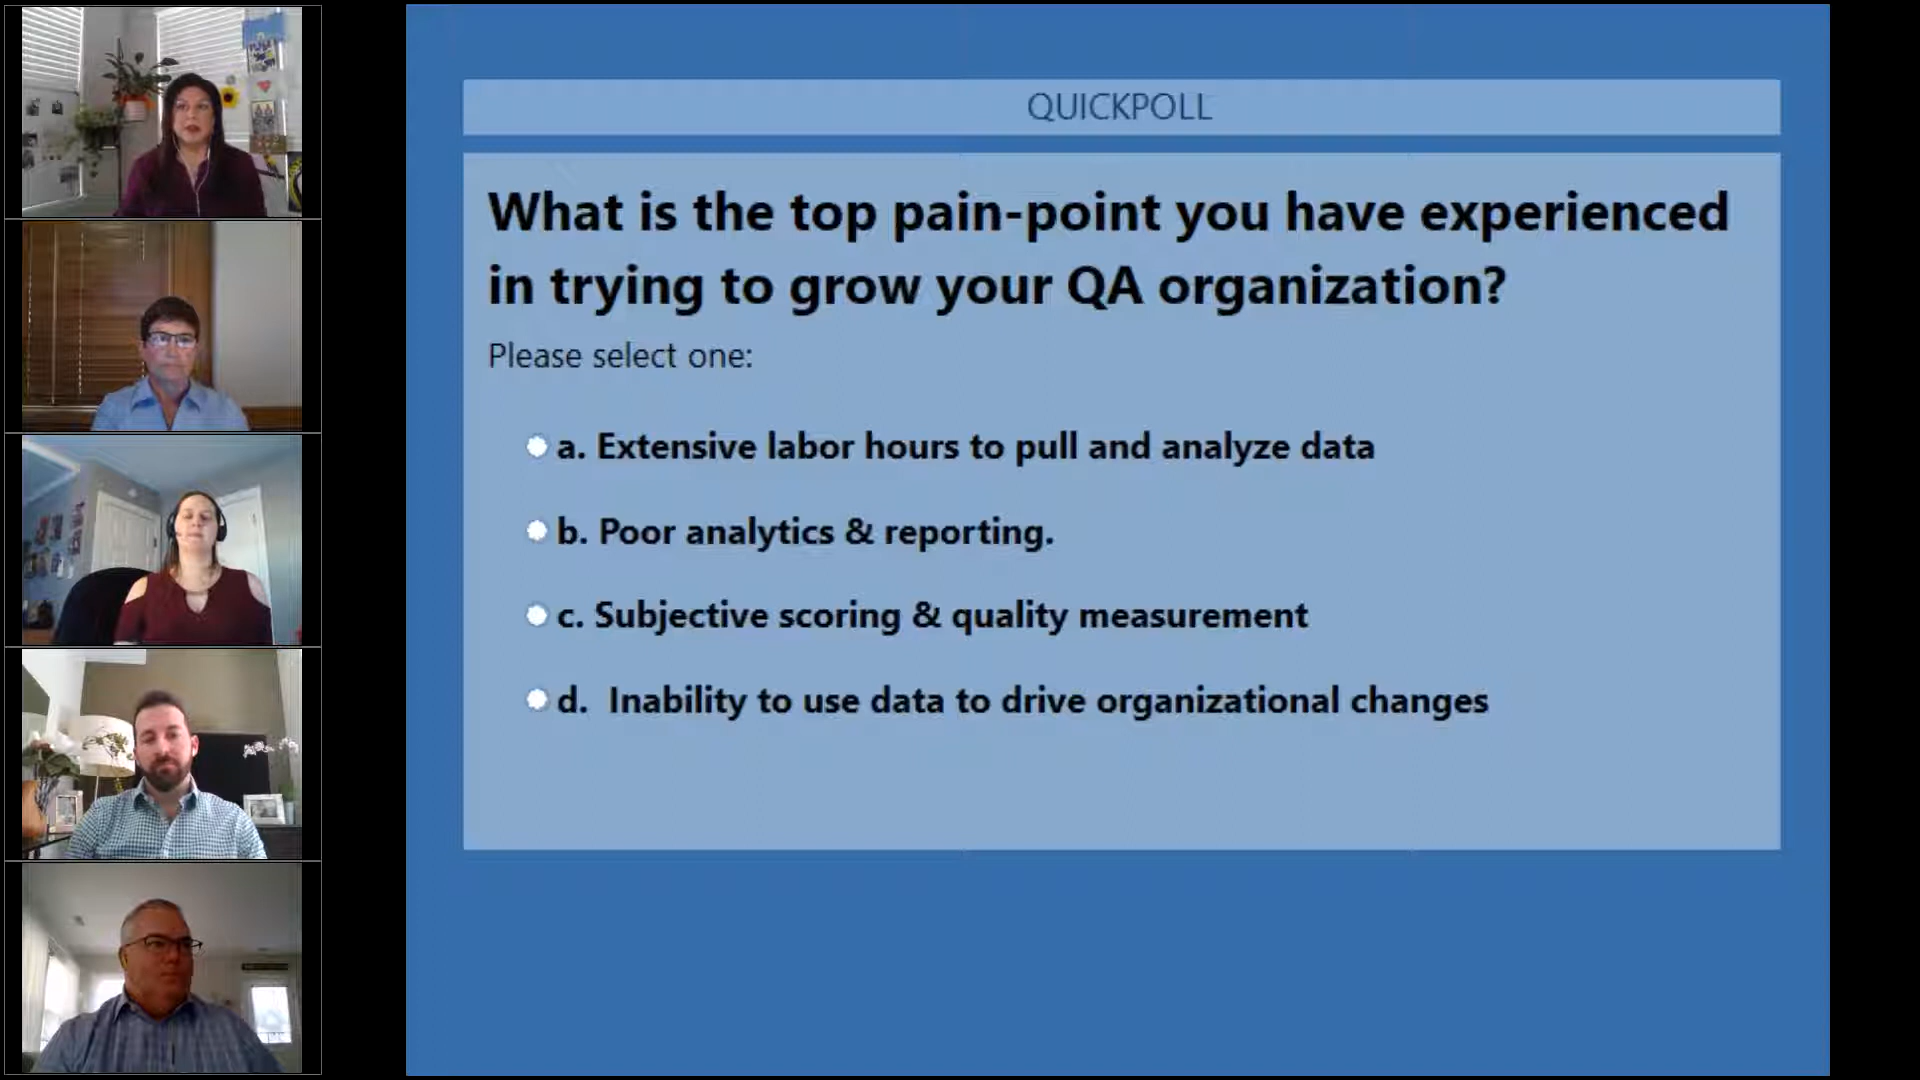 QUICKPOLL
What is the top pain-point you have experienced
in trying to grow your QA organization?
Please select one:
a. Extensive labor hours to pull and analyze data
b. Poor analytics & reporting.
c. Subjective scoring & quality measurement
d. Inability to use data to drive organizational changes